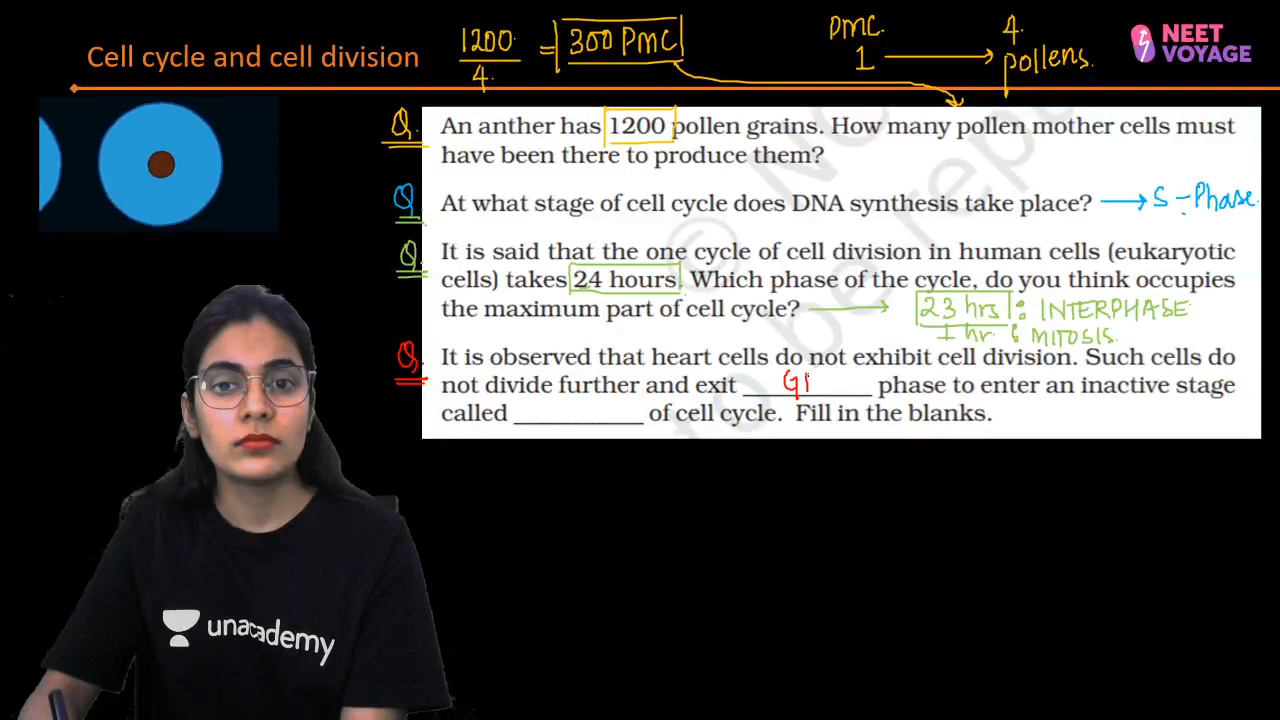 Cell cycle and cell division
1200
4.
= 300 PMC
PMC.
1
4.
pollens.
NEET
VOYAGE
Q. An anther has 1200 pollen grains. How many pollen mother cells must
have been there to produce them?
Q At what stage of cell cycle does DNA synthesis take place? → S-Phase.
Q. It is said that the one cycle of cell division in human cells (eukaryotic
cells) takes 24 hours. Which phase of the cycle, do you think occupies
the maximum part of cell cycle? → 23 hrs : INTERPHASE
1 hr. : MITOSIS.
Q. It is observed that heart cells do not exhibit cell division. Such cells do
not divide further and exit G1 phase to enter an inactive stage
called __________ of cell cycle. Fill in the blanks.
unacademy